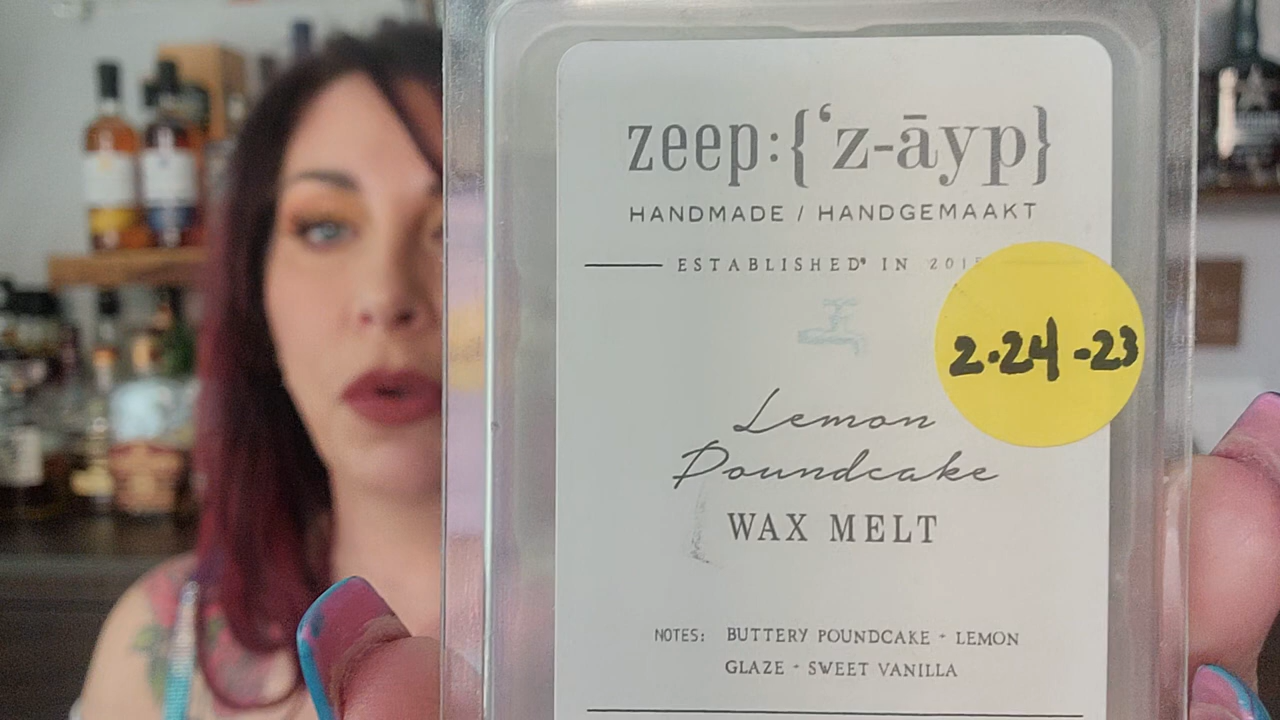 zeep:{ʻz-āyp}
HANDMADE / HANDGEMAAKT
ESTABLISHED IN
2-24-23
Lemon
Poundcake
WAX MELT
NOTES: BUTTERY POUNDCAKE - LEMON
GLAZE - SWEET VANILLA